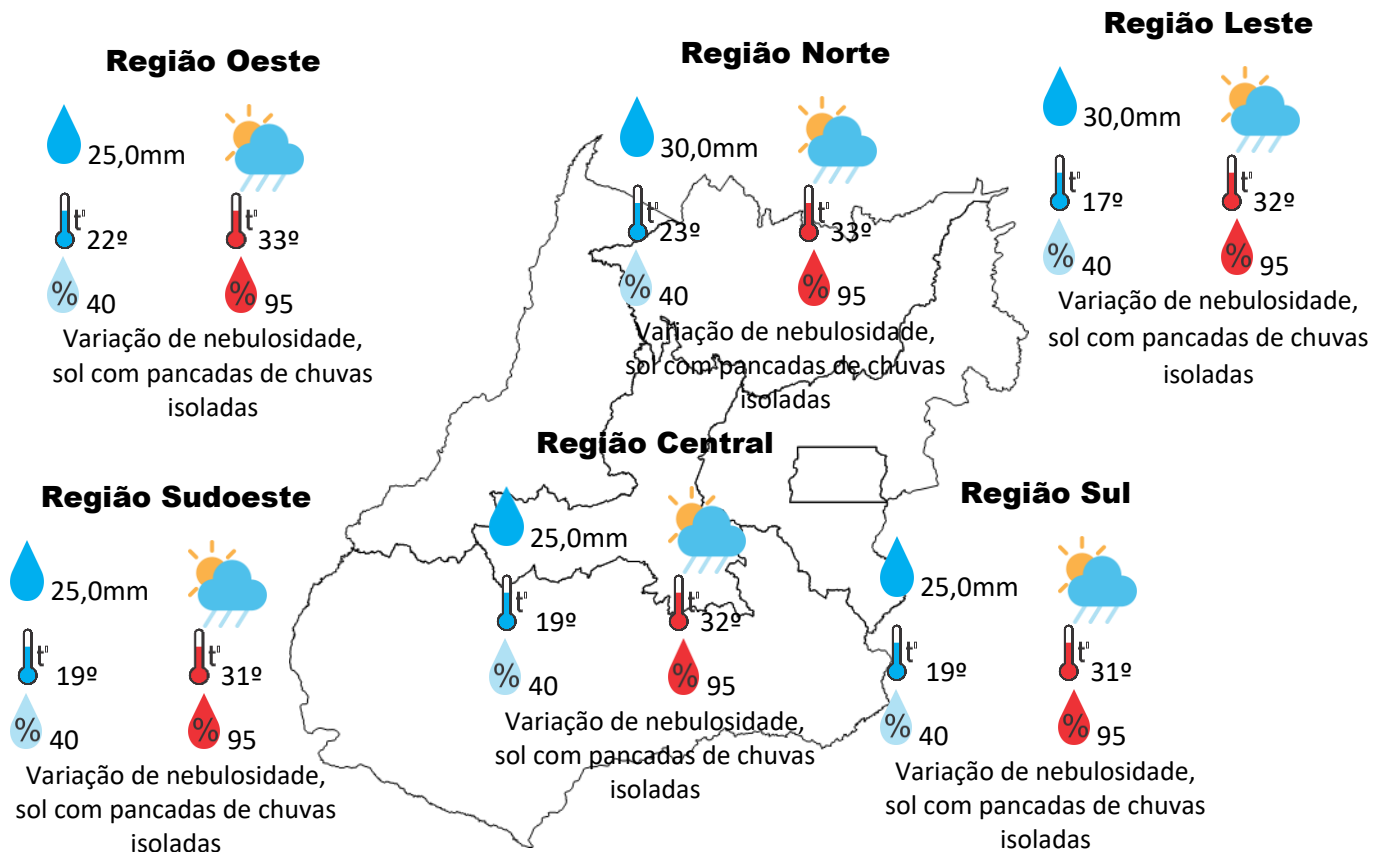 Região Oeste
25,0mm
t°
22º
33º
% 40
% 95
Variação de nebulosidade,
sol com pancadas de chuvas
isoladas
Região Norte
30,0mm
t°
23º
33º
% 40
% 95
Variação de nebulosidade,
sol com pancadas de chuvas
isoladas
Região Leste
30,0mm
t°
17º
t°
32º
% 40
% 95
Variação de nebulosidade,
sol com pancadas de chuvas
isoladas
Região Sudoeste
25,0mm
t°
19º
t°
31º
% 40
% 95
Variação de nebulosidade,
sol com pancadas de chuvas
isoladas
Região Central
25,0mm
t°
19º
t°
32º
% 40
% 95
Variação de nebulosidade,
sol com pancadas de chuvas
isoladas
Região Sul
25,0mm
t°
19º
t°
31º
% 40
% 95
Variação de nebulosidade,
sol com pancadas de chuvas
isoladas